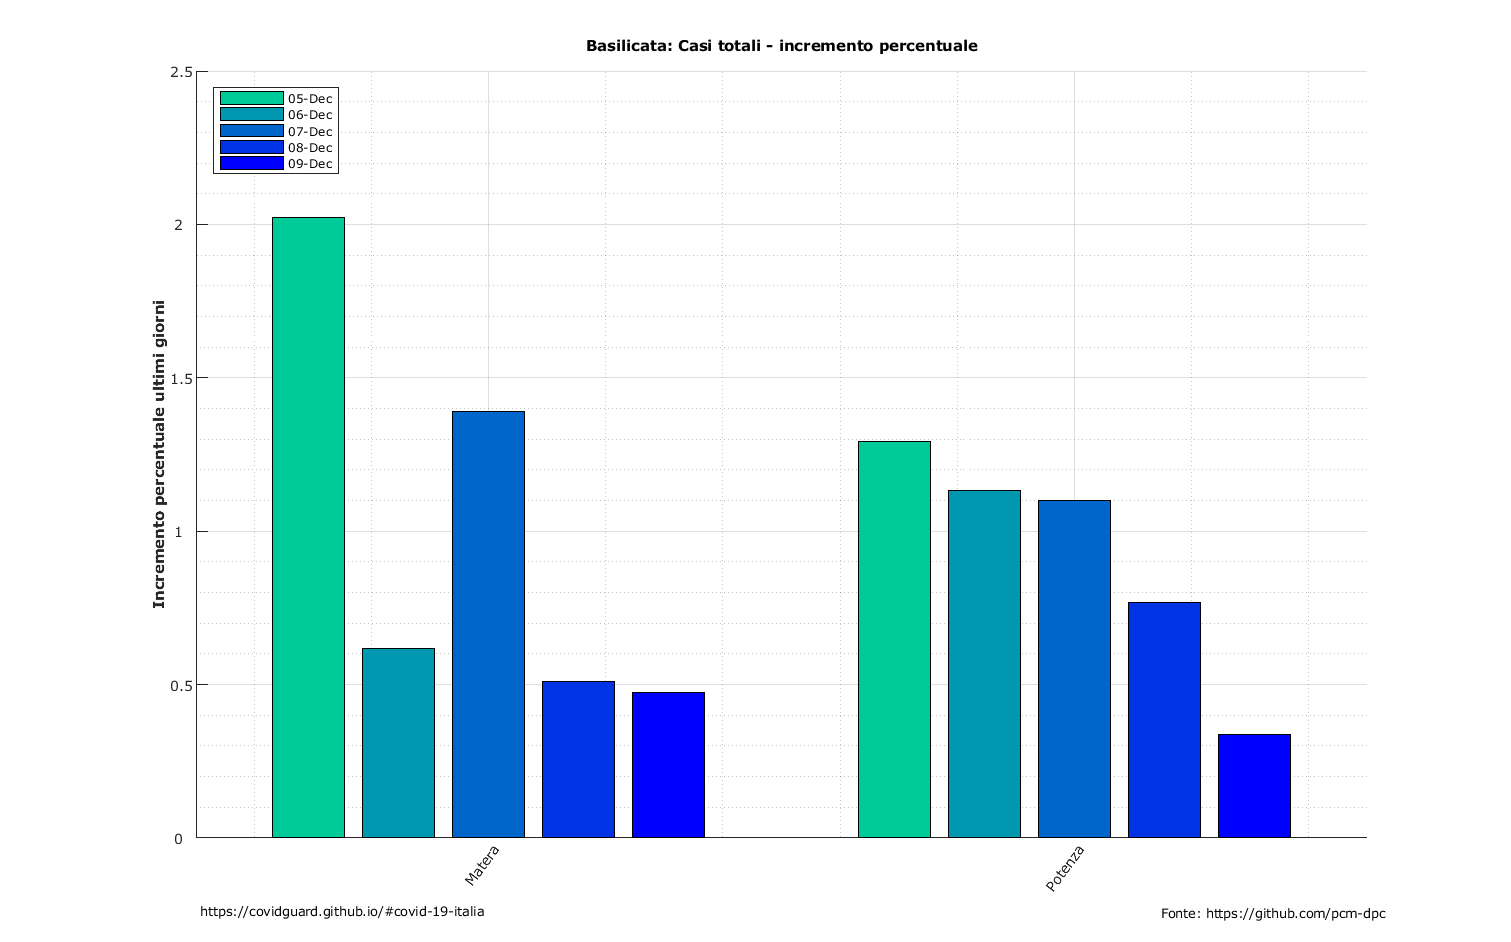 Basilicata: Casi totali - incremento percentuale
2.5
05-Dec
06-Dec
07-Dec
08-Dec
09-Dec
2
1.5
1
0.5
0
Incremento percentuale ultimi giorni
Matera
Potenza
https://covidguard.github.io/#covid-19-italia
Fonte: https://github.com/pcm-dpc